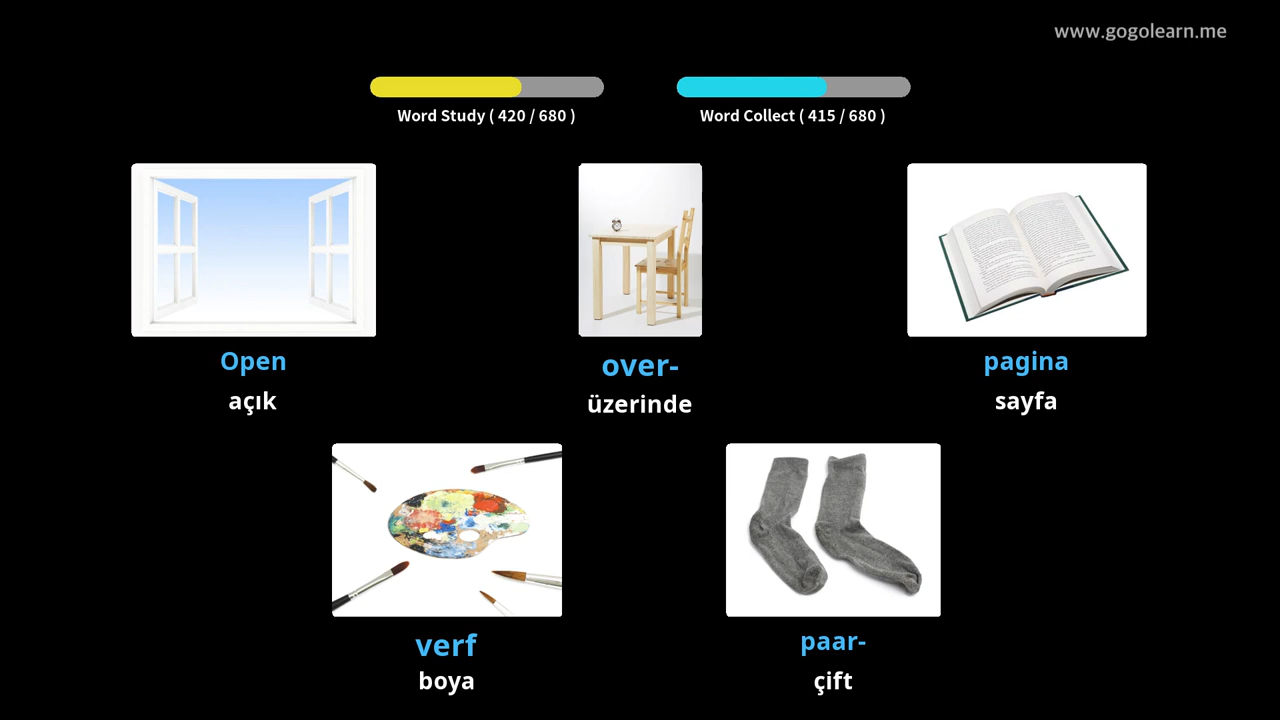 www.gogolearn.me
Word Study ( 420 / 680 )
Word Collect ( 415 / 680 )
Open
açık
over-
üzerinde
pagina
sayfa
verf
boya
paar-
çift